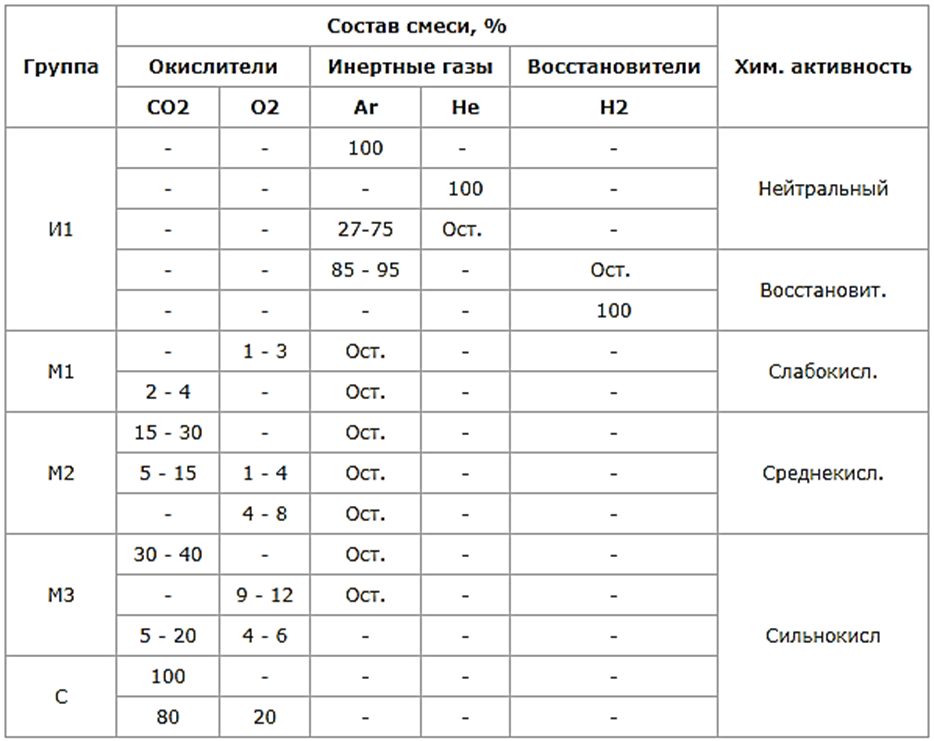 Состав смеси, %
Группа Окислители Инертные газы Восстановители Хим. активность
CO2 O2 Ar He H2
- - 100 - -
- - - 100 - Нейтральный
И1 - - 27-75 Ост. -
- - 85 - 95 - Ост. Восстановит.
- - - - 100
М1 - 1 - 3 Ост. - - Слабокисл.
2 - 4 - Ост. - -
15 - 30 - Ост. - -
М2 5 - 15 1 - 4 Ост. - - Среднекисл.
- 4 - 8 Ост. - -
30 - 40 - Ост. - -
М3 - 9 - 12 Ост. - -
5 - 20 4 - 6 - - - Сильнокисл
С 100 - - - -
80 20 - - -